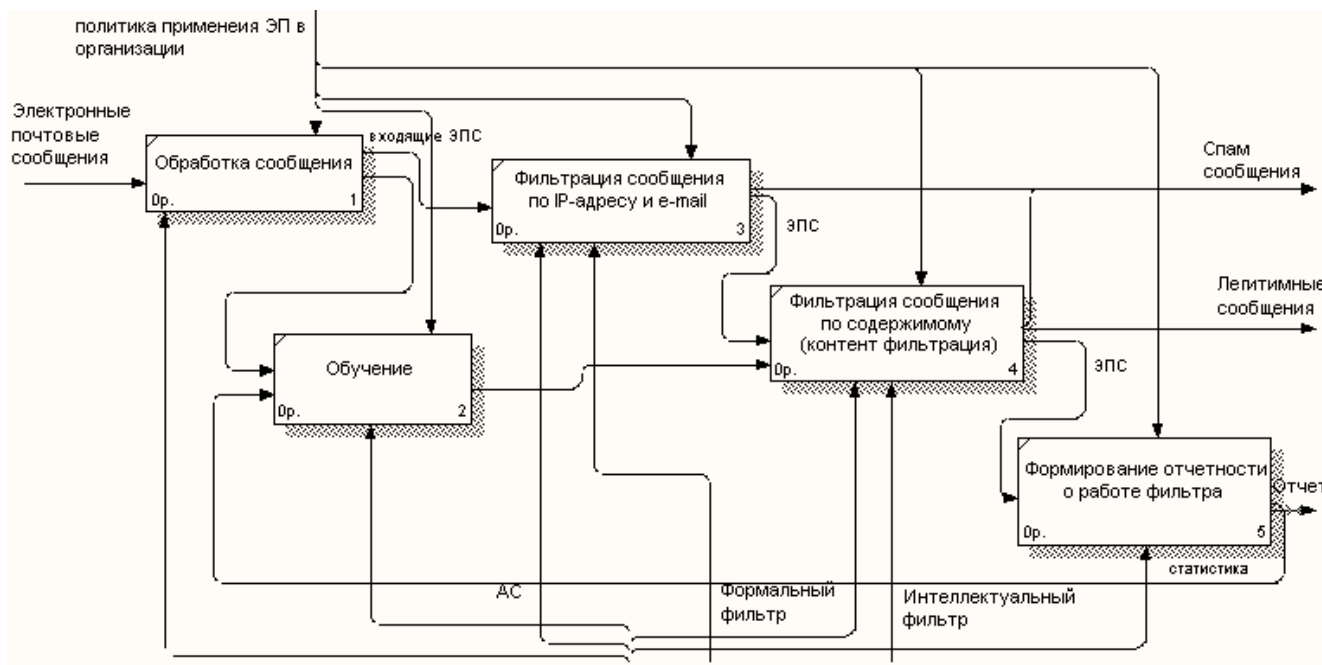 политика применеия ЭП в
организации
Электронные
почтовые
сообщения
входящие ЭПС
Обработка сообщения
0р.
1
Фильтрация сообщения
по IP-адресу и e-mail
0р.
3
Спам
сообщения
ЭПС
Фильтрация сообщения
по содержимому
(контент фильтрация)
0р.
4
Легитимные
сообщения
Обучение
0р.
2
ЭПС
Формирование отчетности
о работе фильтра
0р.
5
Отчет
статистика
АС
Формальный
фильтр
Интеллектуальный
фильтр